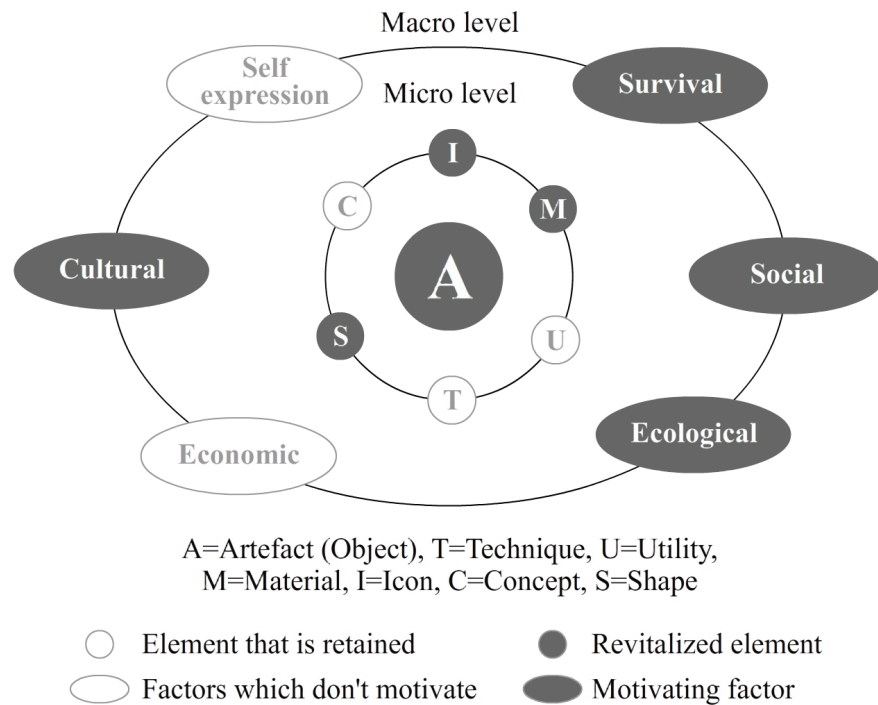 Macro level
Self
expression
Survival
Micro level
I
C
M
Cultural
A
Social
S
U
T
Economic
Ecological
A=Artefact (Object), T=Technique, U=Utility,
M=Material, I=Icon, C=Concept, S=Shape
Element that is retained
Revitalized element
Factors which don't motivate
Motivating factor